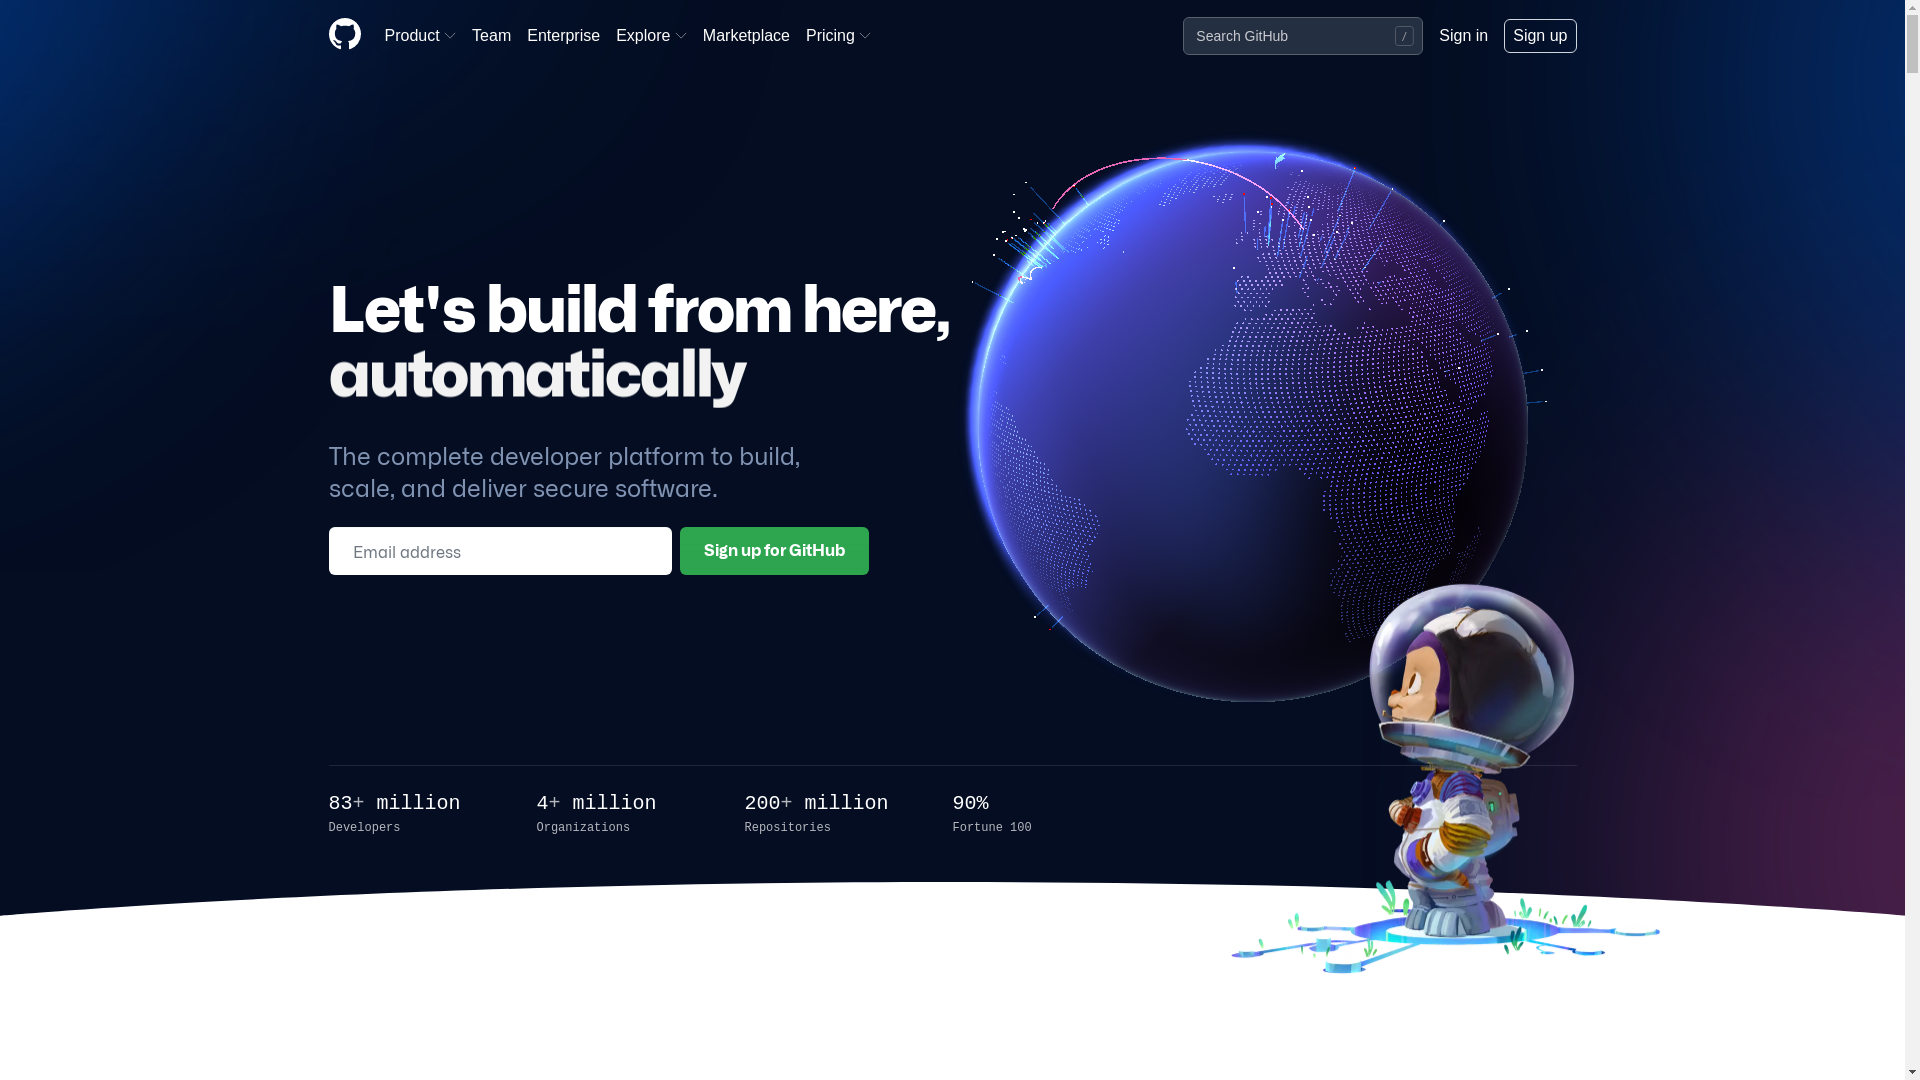 Product Team Enterprise Explore Marketplace Pricing Search GitHub / Sign in Sign up
Let's build from here,
automatically
The complete developer platform to build,
scale, and deliver secure software.
Email address Sign up for GitHub
83+ million 4+ million 200+ million 90%
Developers Organizations Repositories Fortune 100